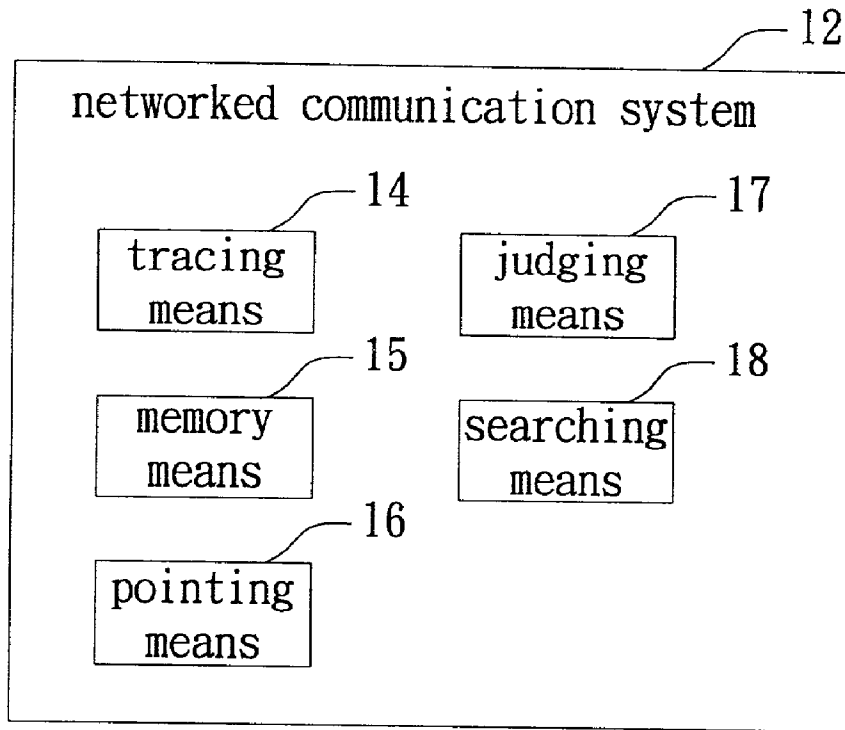 12
networked communication system
14
tracing
means
17
judging
means
15
memory
means
18
searching
means
16
pointing
means